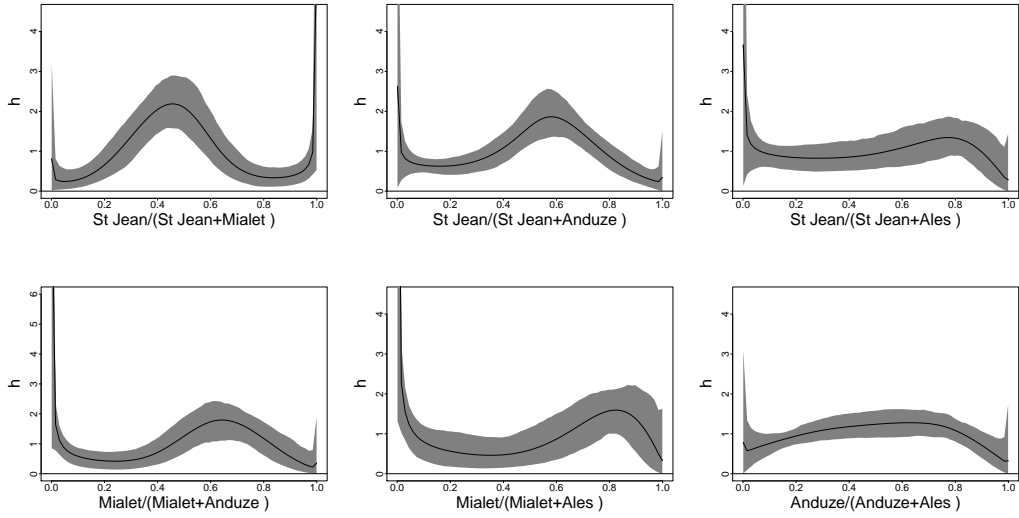 h
0 1 2 3 4
0.0 0.2 0.4 0.6 0.8 1.0
St Jean/(St Jean+Mialet )
h
0 1 2 3 4
0.0 0.2 0.4 0.6 0.8 1.0
St Jean/(St Jean+Anduze )
h
0 1 2 3 4
0.0 0.2 0.4 0.6 0.8 1.0
St Jean/(St Jean+Ales )
h
0 1 2 3 4 5 6
0.0 0.2 0.4 0.6 0.8 1.0
Mialet/(Mialet+Anduze )
h
0 1 2 3 4
0.0 0.2 0.4 0.6 0.8 1.0
Mialet/(Mialet+Ales )
h
0 1 2 3 4
0.0 0.2 0.4 0.6 0.8 1.0
Anduze/(Anduze+Ales )